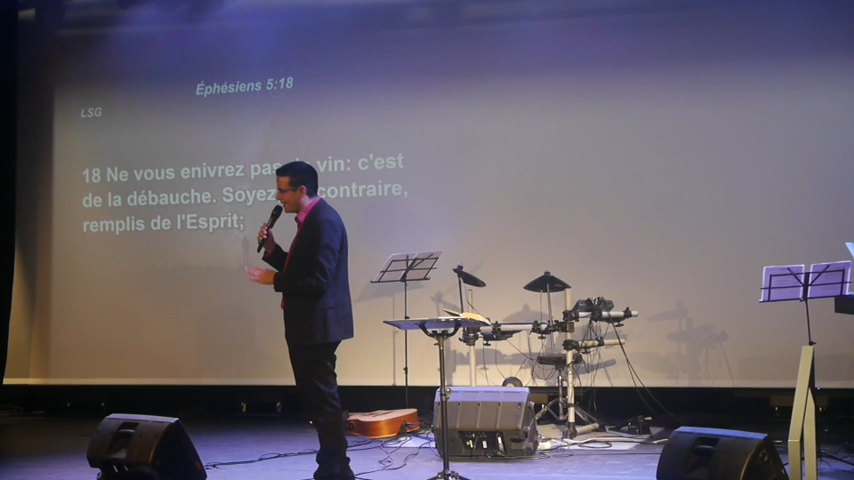 Éphésiens 5:18
LSG
18 Ne vous enivrez pas vin: c'est
de la débauche. Soyez contraire,
remplis de l'Esprit;